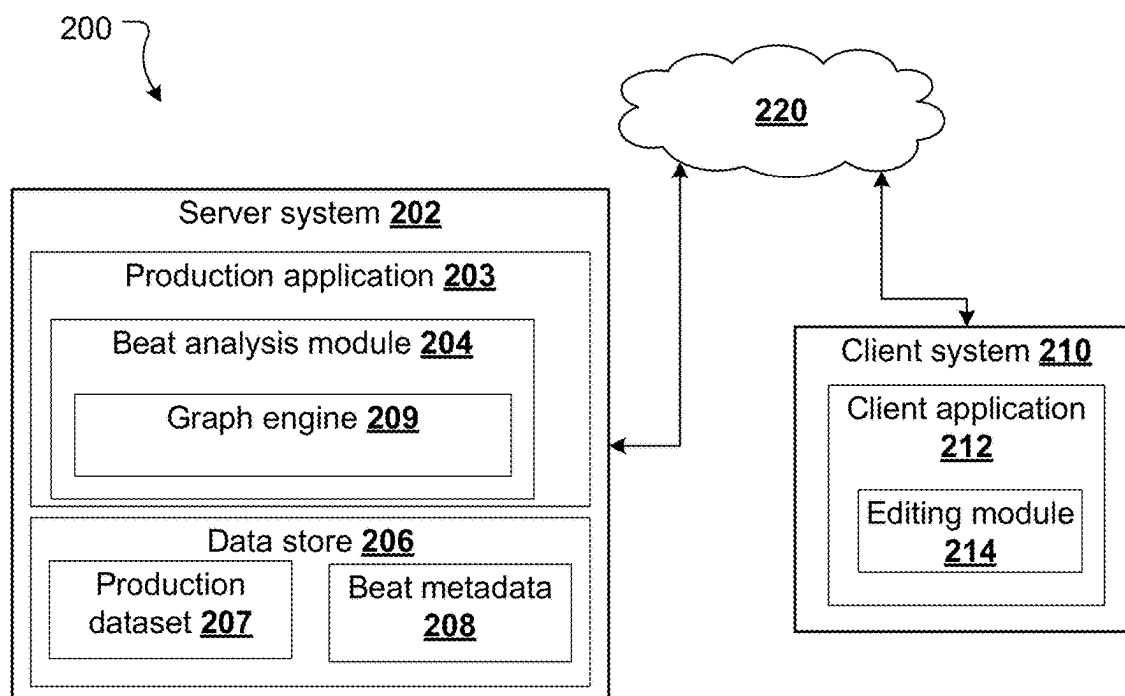 200
220
Server system 202
Production application 203
Beat analysis module 204
Graph engine 209
Data store 206
Production
dataset 207
Beat metadata
208
Client system 210
Client application
212
Editing module
214